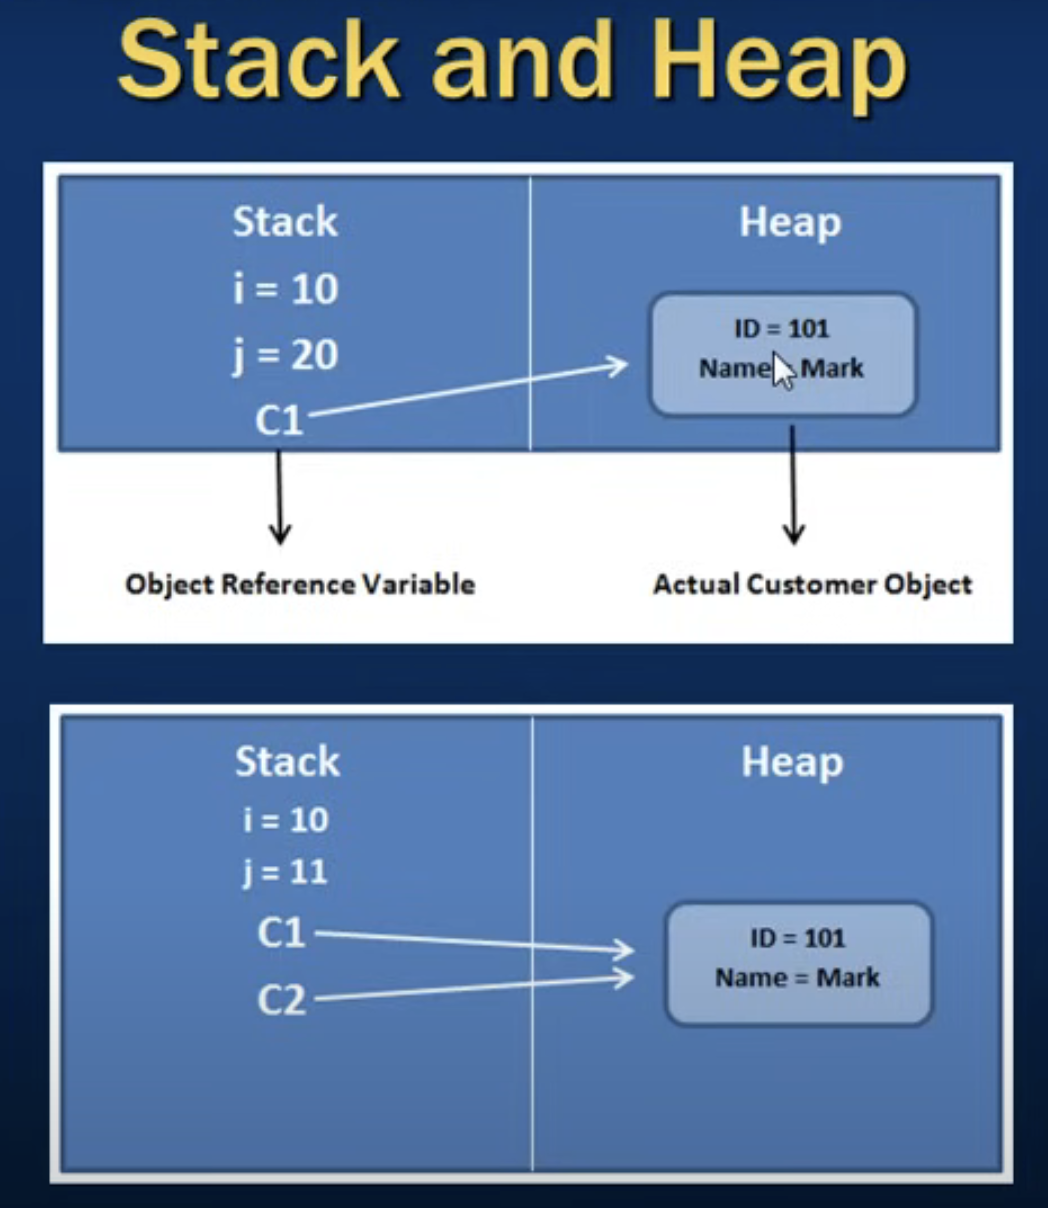 Stack and Heap
Stack
i = 10
j = 20
C1
Heap
ID = 101
Name Mark
Object Reference Variable
Actual Customer Object
Stack
i = 10
j = 11
C1
C2
Heap
ID = 101
Name = Mark